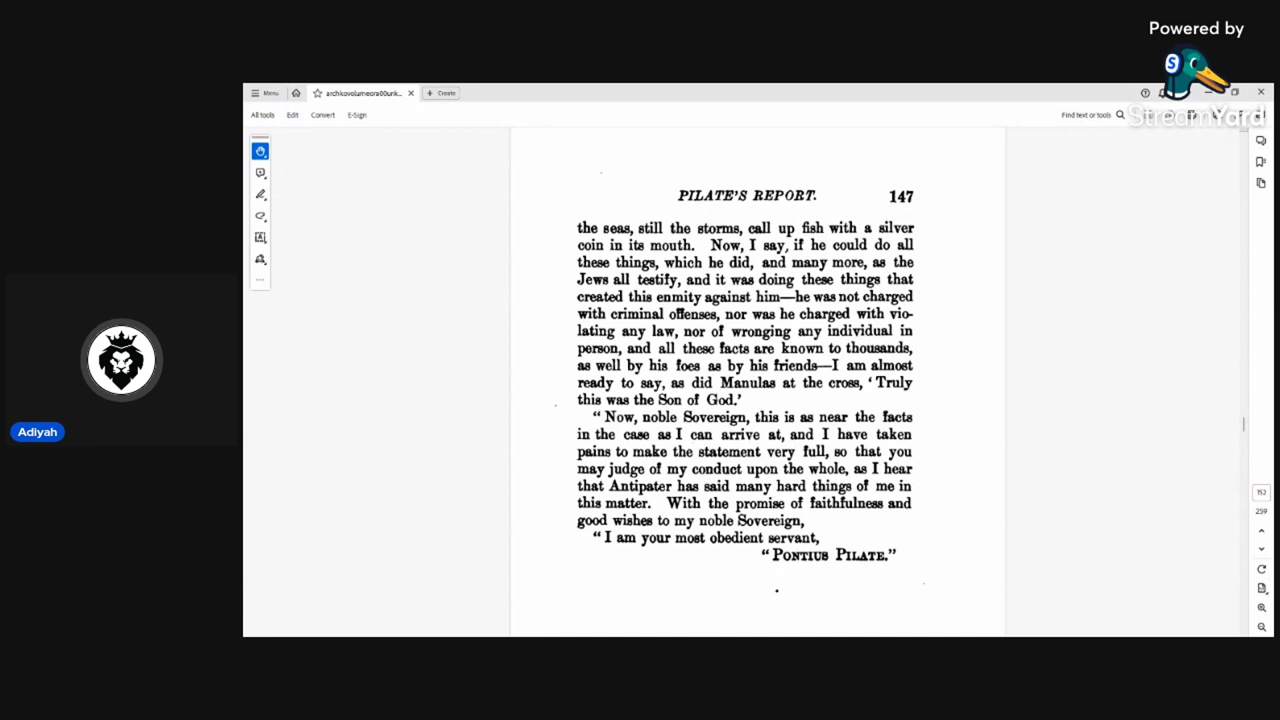 Powered by
S
StreamYard
Menu
archkovolumeora00unk...
Create
All tools
Edit
Convert
E-Sign
Find text or tools
PILATE'S REPORT. 147
the seas, still the storms, call up fish with a silver
coin in its mouth. Now, I say, if he could do all
these things, which he did, and many more, as the
Jews all testify, and it was doing these things that
created this enmity against him—he was not charged
with criminal offenses, nor was he charged with vio-
lating any law, nor of wronging any individual in
person, and all these facts are known to thousands,
as well by his foes as by his friends—I am almost
ready to say, as did Manulas at the cross, ‘Truly
this was the Son of God.’
“Now, noble Sovereign, this is as near the facts
in the case as I can arrive at, and I have taken
pains to make the statement very full, so that you
may judge of my conduct upon the whole, as I hear
that Antipater has said many hard things of me in
this matter. With the promise of faithfulness and
good wishes to my noble Sovereign,
“I am your most obedient servant,
“PONTIUS PILATE.”
Adiyah
152
259